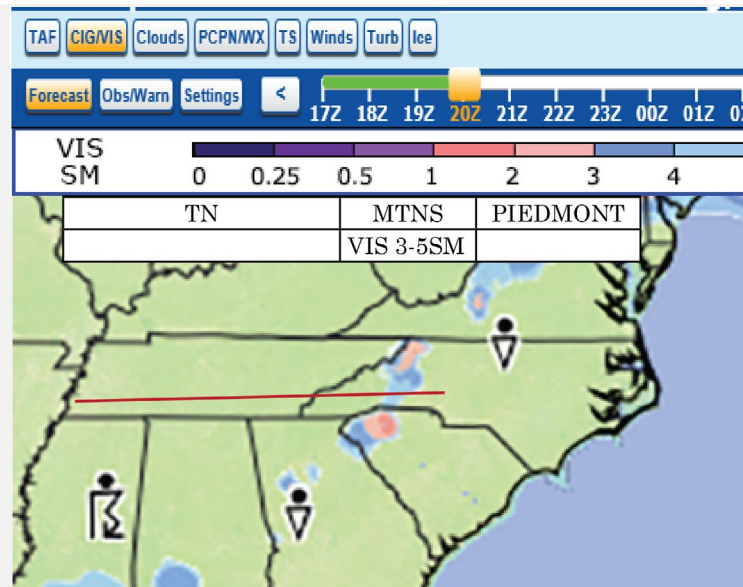 TAF CIG/VIS Clouds PCPN/WX TS Winds Turb Ice
Forecast Obs/Warn Settings <
17Z 18Z 19Z 20Z 21Z 22Z 23Z 00Z 01Z
VIS
SM 0 0.25 0.5 1 2 3 4
TN MTNS PIEDMONT
VIS 3-5SM